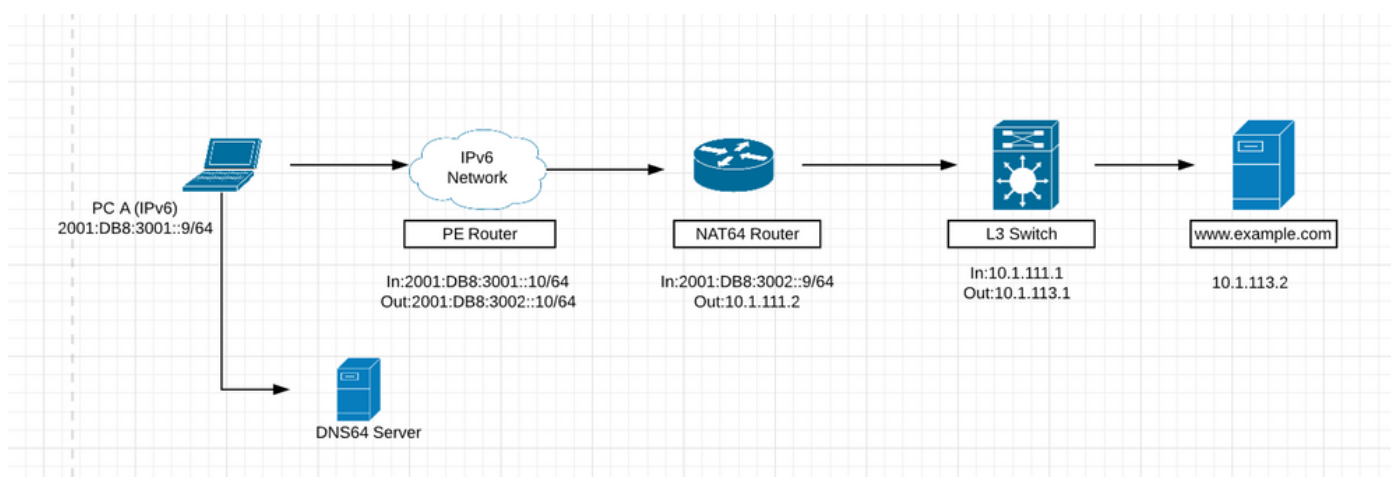 PC A (IPv6)
2001:DB8:3001::9/64
IPv6
Network
PE Router
In:2001:DB8:3001::10/64
Out:2001:DB8:3002::10/64
NAT64 Router
In:2001:DB8:3002::9/64
Out:10.1.111.2
L3 Switch
In:10.1.111.1
Out:10.1.113.1
www.example.com
10.1.113.2
DNS64 Server